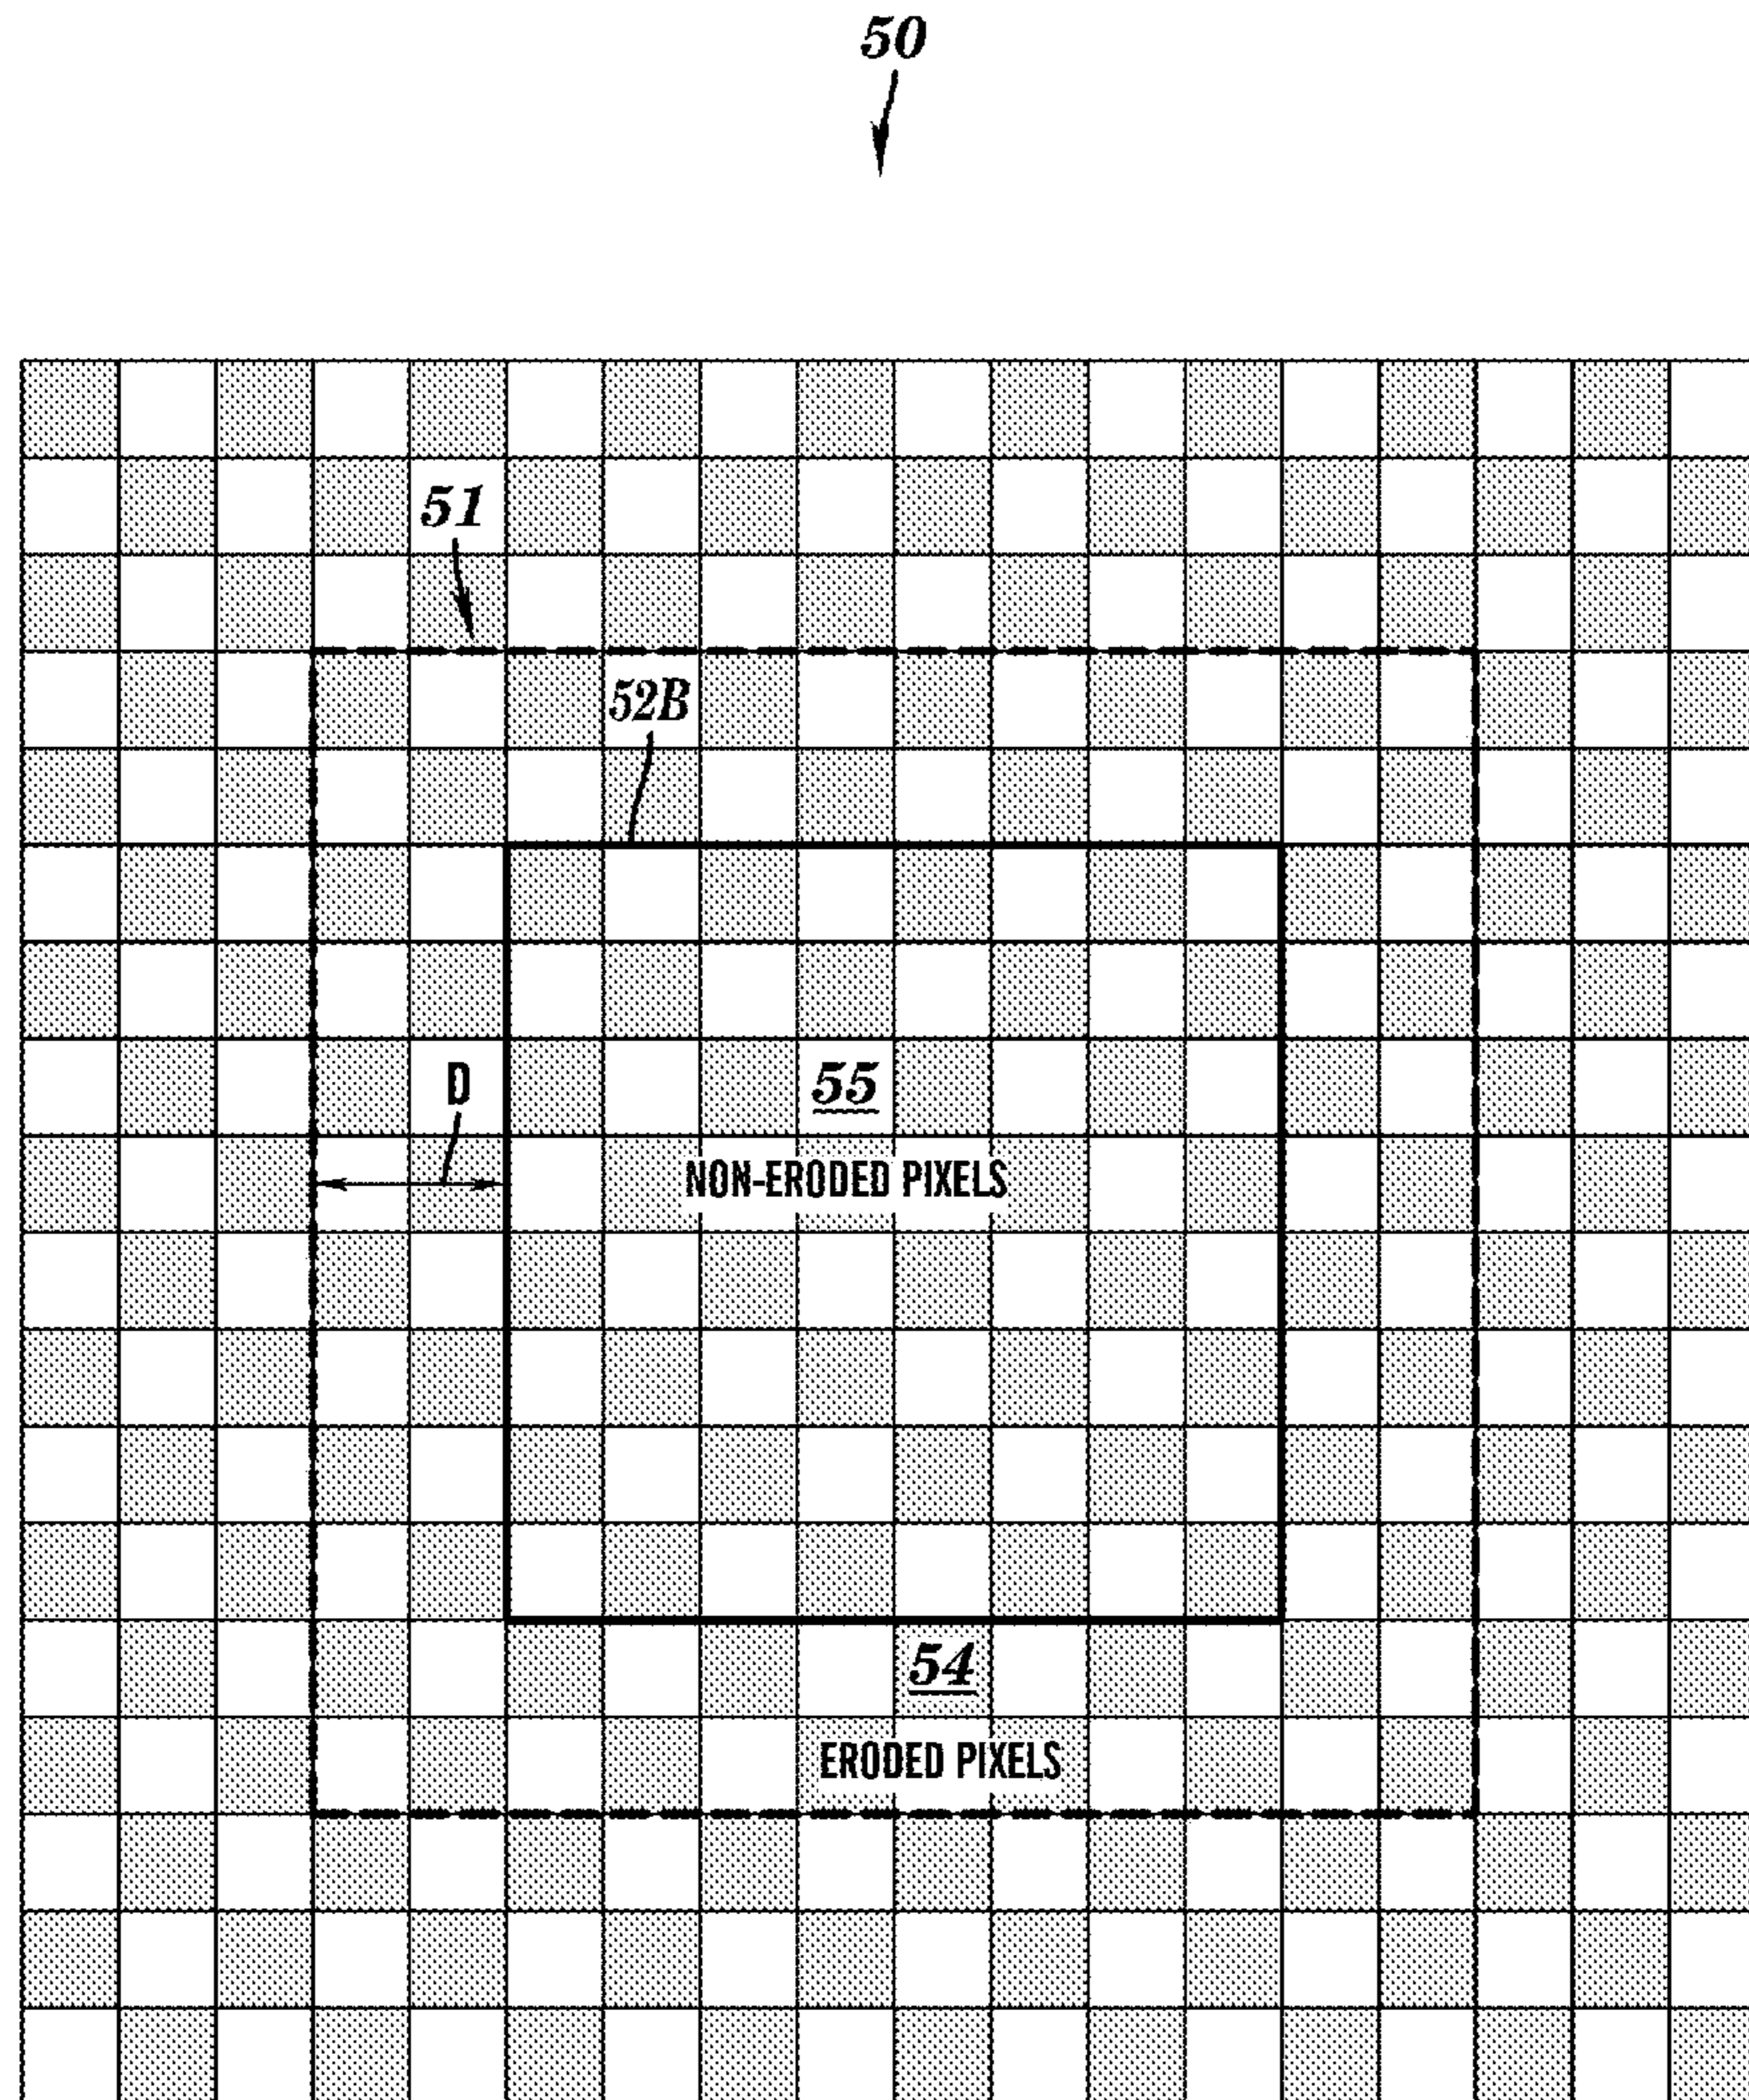 50
51
52B
55
D
NON-ERODED PIXELS
54
ERODED PIXELS